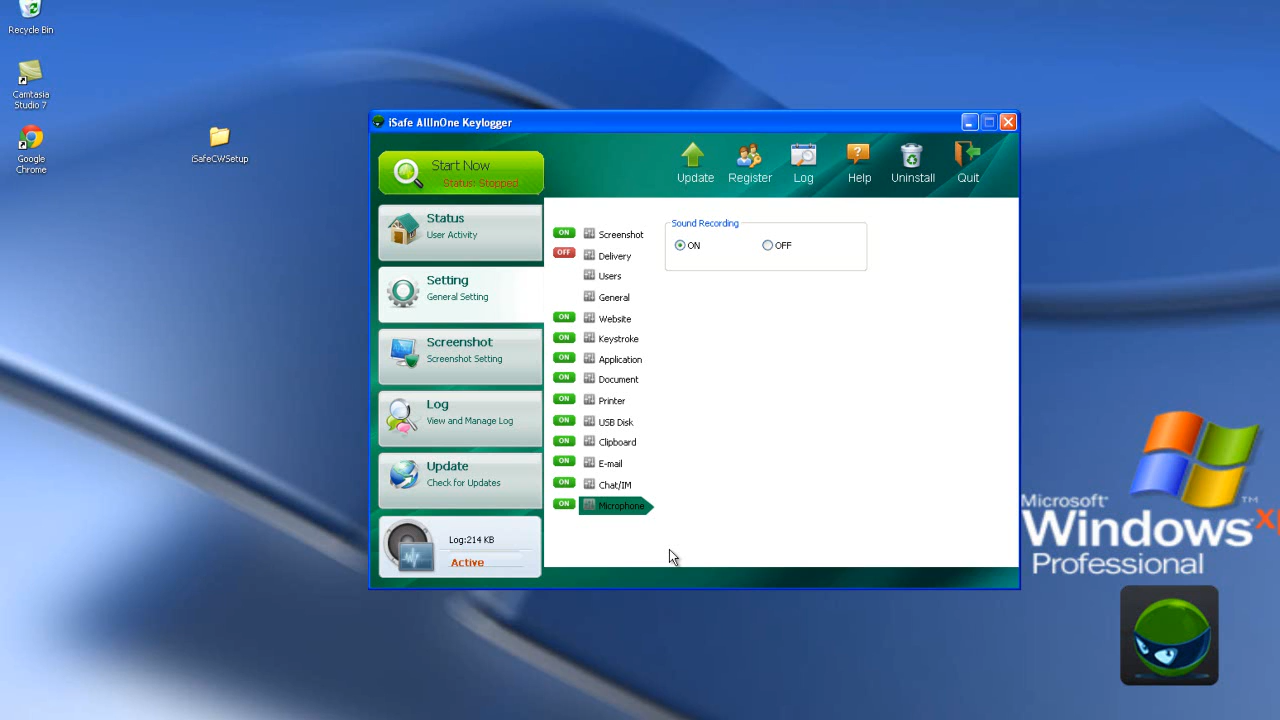 Recycle Bin
Camtasia
Studio 7
Google
Chrome
iSafeCWSetup
iSafe AllInOne Keylogger
Start Now
Status: Stopped
Update
Register
Log
Help
Uninstall
Quit
Status
User Activity
Setting
General Setting
Screenshot
Screenshot Setting
Log
View and Manage Log
Update
Check for Updates
Log:214 KB
Active
ON Screenshot
OFF Delivery
Users
General
ON Website
ON Keystroke
ON Application
ON Document
ON Printer
ON USB Disk
ON Clipboard
ON E-mail
ON Chat/IM
ON Microphone
Sound Recording
ON OFF
Microsoft
Windows xp
Professional
TM